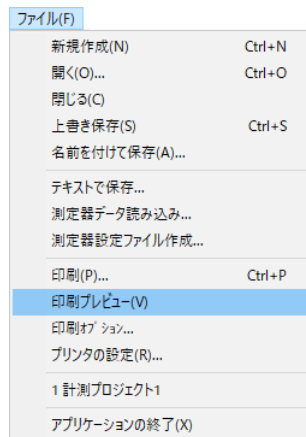 ファイル(F)
新規作成(N) Ctrl+N
開く(O)... Ctrl+O
閉じる(C)
上書き保存(S) Ctrl+S
名前を付けて保存(A)...
テキストで保存...
測定器データ読み込み...
測定器設定ファイル作成...
印刷(P)... Ctrl+P
印刷プレビュー(V)
印刷ｵﾌﾟｼｮﾝ...
プリンタの設定(R)...
1 計測プロジェクト1
アプリケーションの終了(X)